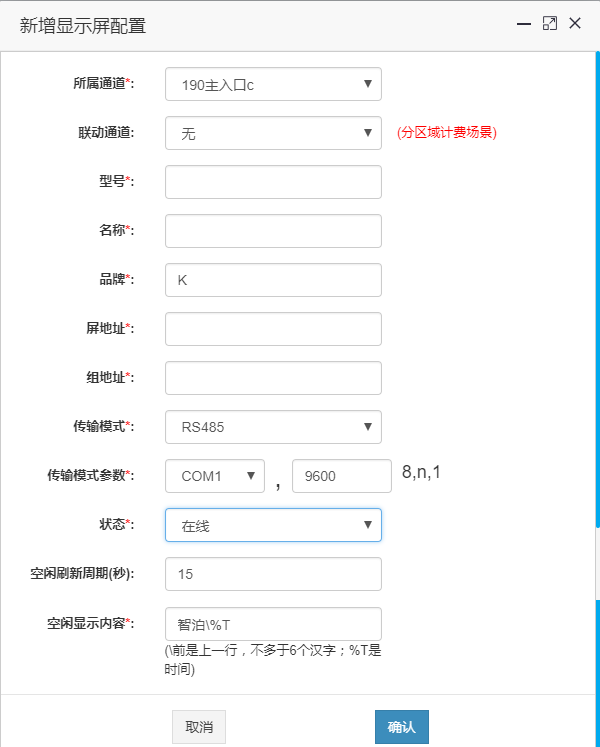 新增显示屏配置
所属通道*: 190主入口c
联动通道: 无 (分区域计费场景)
型号*:
名称*:
品牌*: K
屏地址*:
组地址*:
传输模式*: RS485
传输模式参数*: COM1 , 9600 8,n,1
状态*: 在线
空闲刷新周期(秒): 15
空闲显示内容*: 智泊\%T
(\前是上一行，不多于6个汉字；%T是
时间)
取消 确认